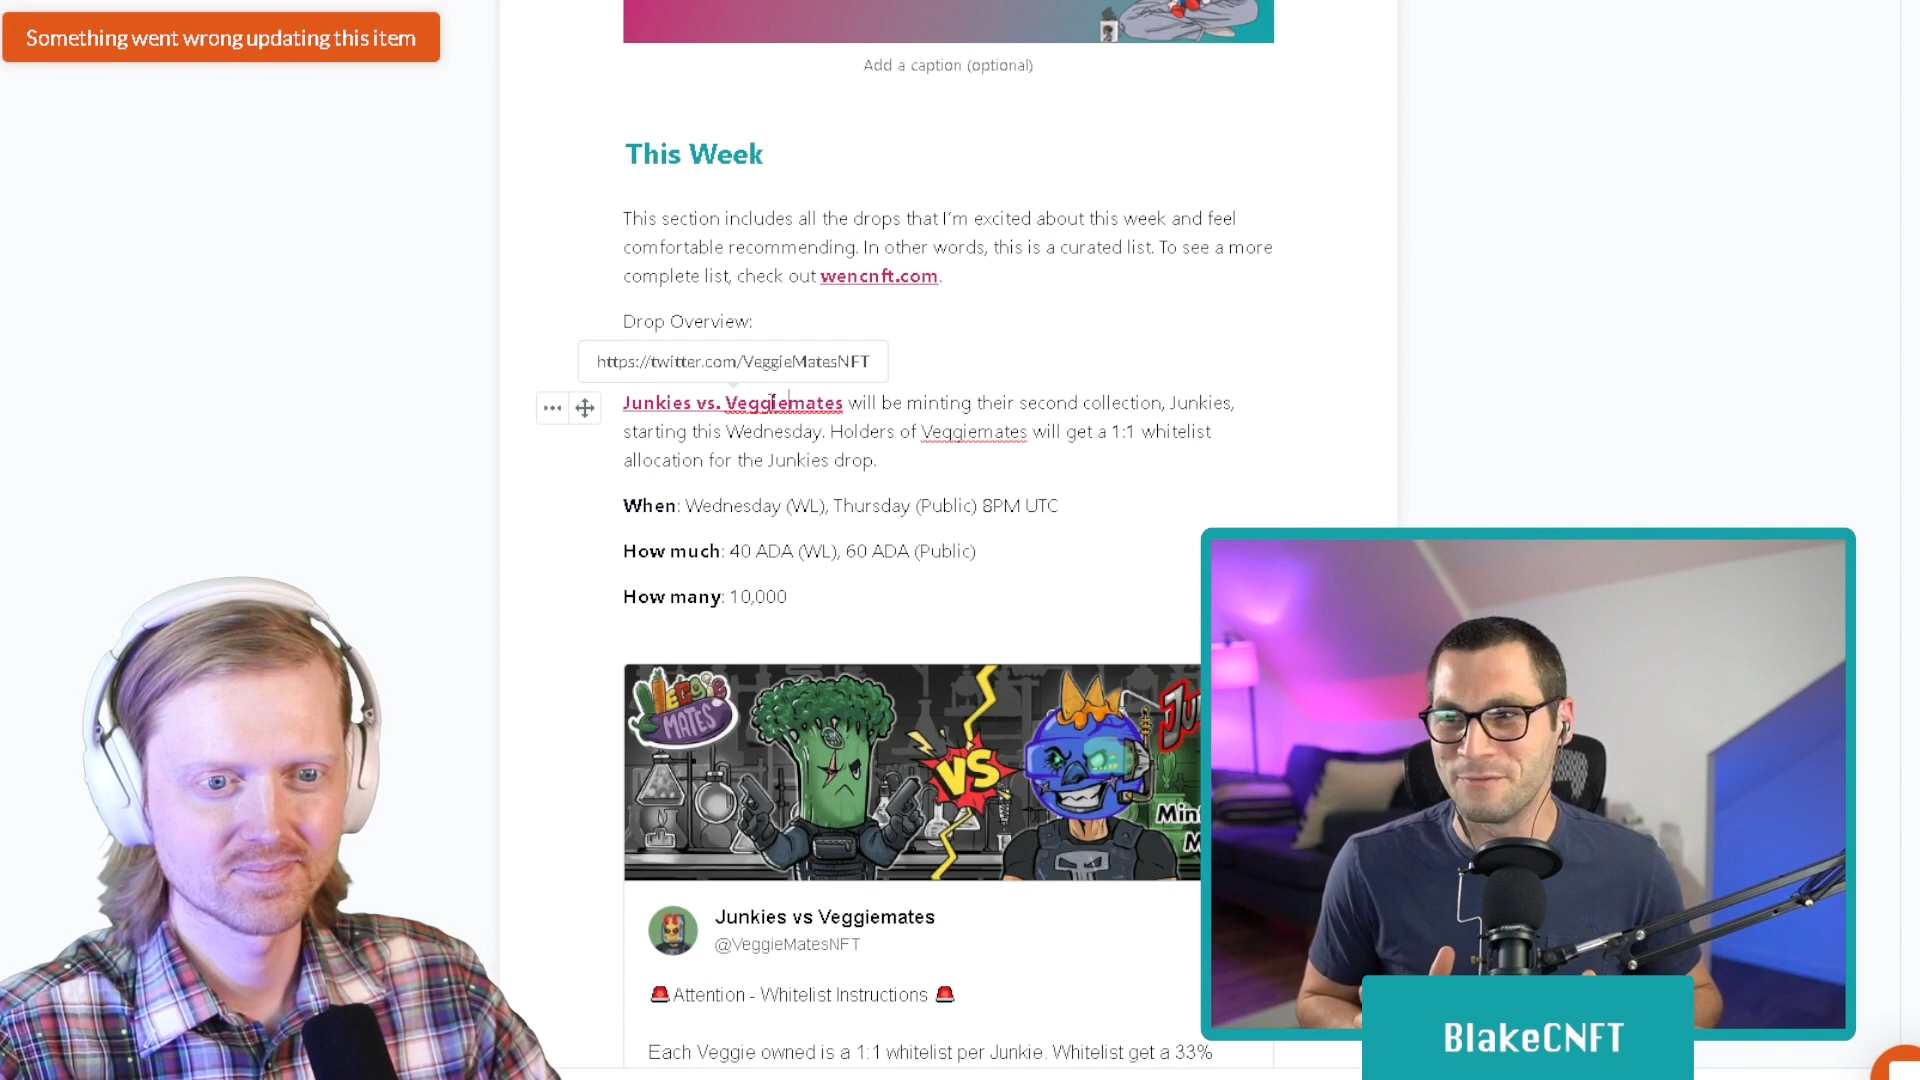 Something went wrong updating this item
Add a caption (optional)
This Week
This section includes all the drops that I'm excited about this week and feel
comfortable recommending. In other words, this is a curated list. To see a more
complete list, check out wencnft.com.
Drop Overview:
https://twitter.com/VeggieMatesNFT
Junkies vs. Veggiemates will be minting their second collection, Junkies,
starting this Wednesday. Holders of Veggiemates will get a 1:1 whitelist
allocation for the Junkies drop.
When: Wednesday (WL), Thursday (Public) 8PM UTC
How much: 40 ADA (WL), 60 ADA (Public)
How many: 10,000
VEGGIE
MATES
VS
Junkies vs Veggiemates
@VeggieMatesNFT
🚨Attention - Whitelist Instructions 🚨
Each Veggie owned is a 1:1 whitelist per Junkie. Whitelist get a 33%
BlakeCNFT